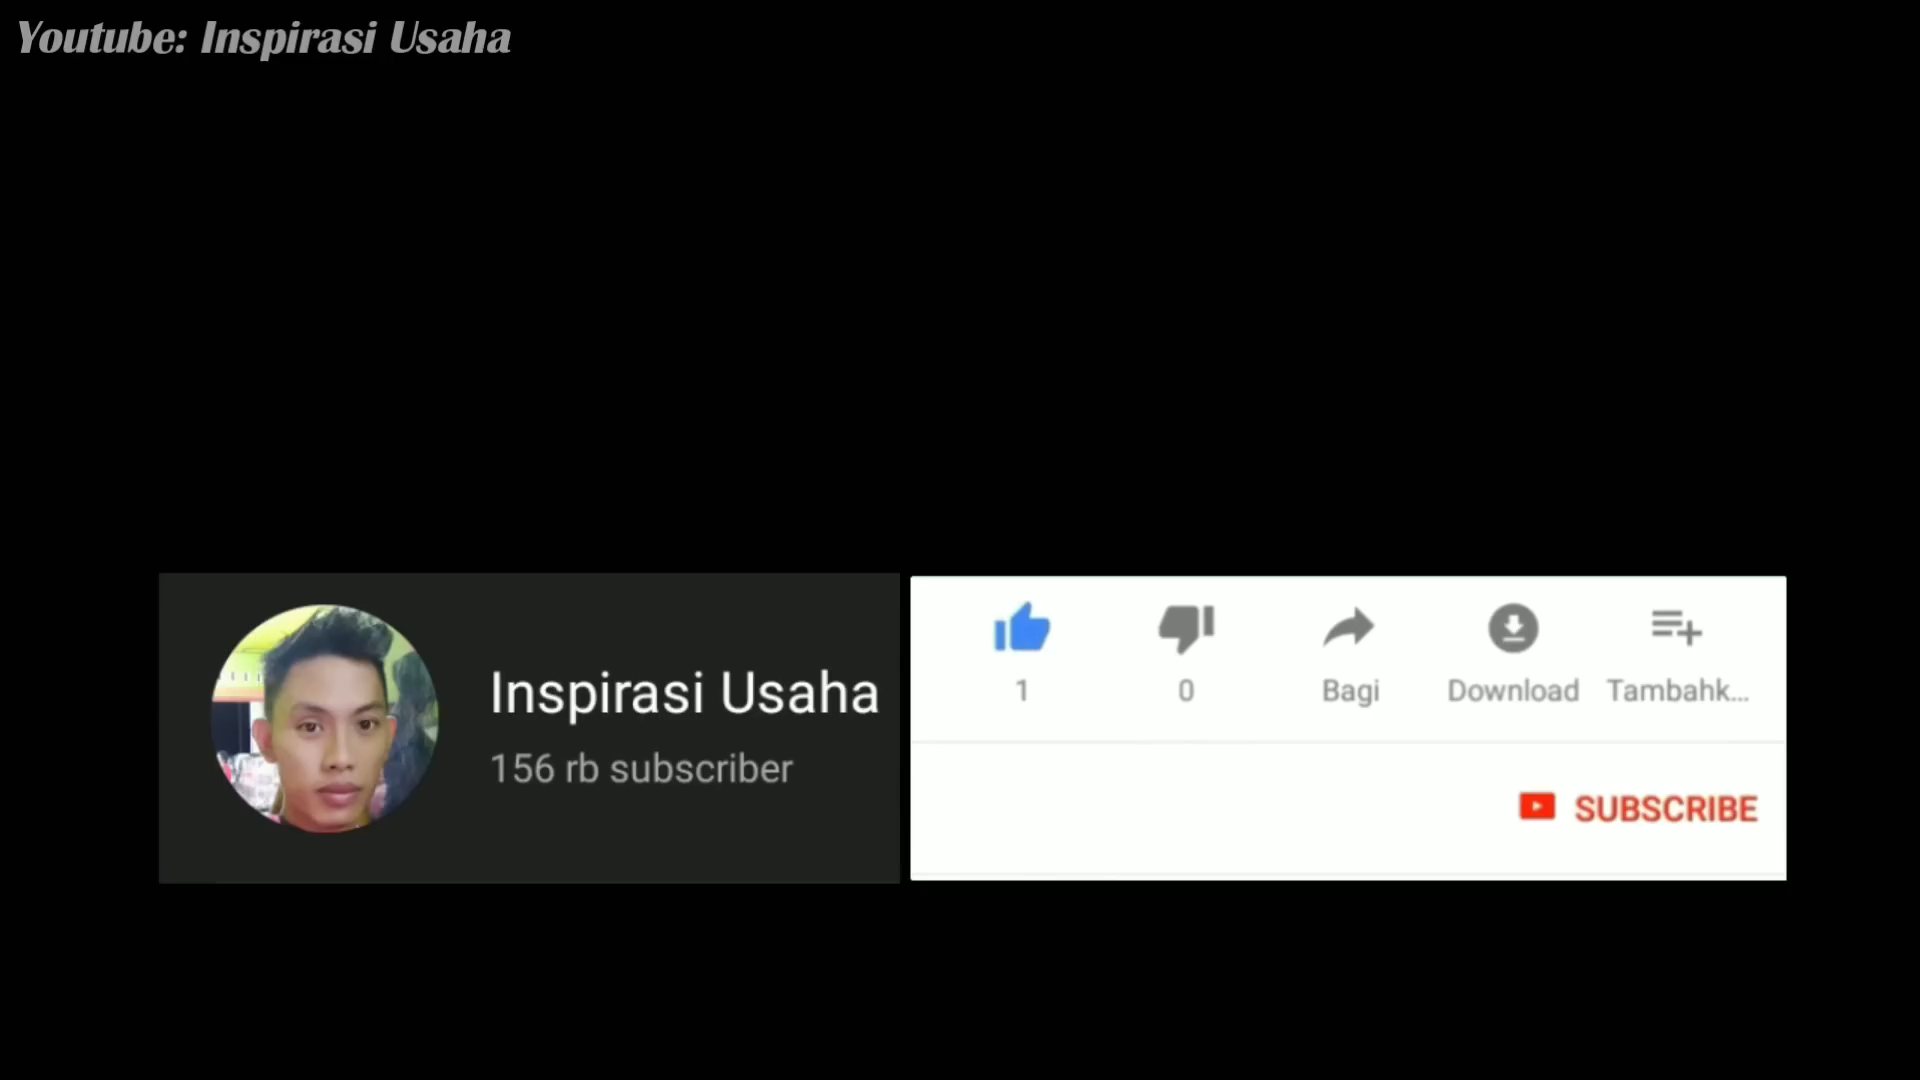 Youtube: Inspirasi Usaha
Inspirasi Usaha
156 rb subscriber
1
0
Bagi
Download
Tambahk...
SUBSCRIBE